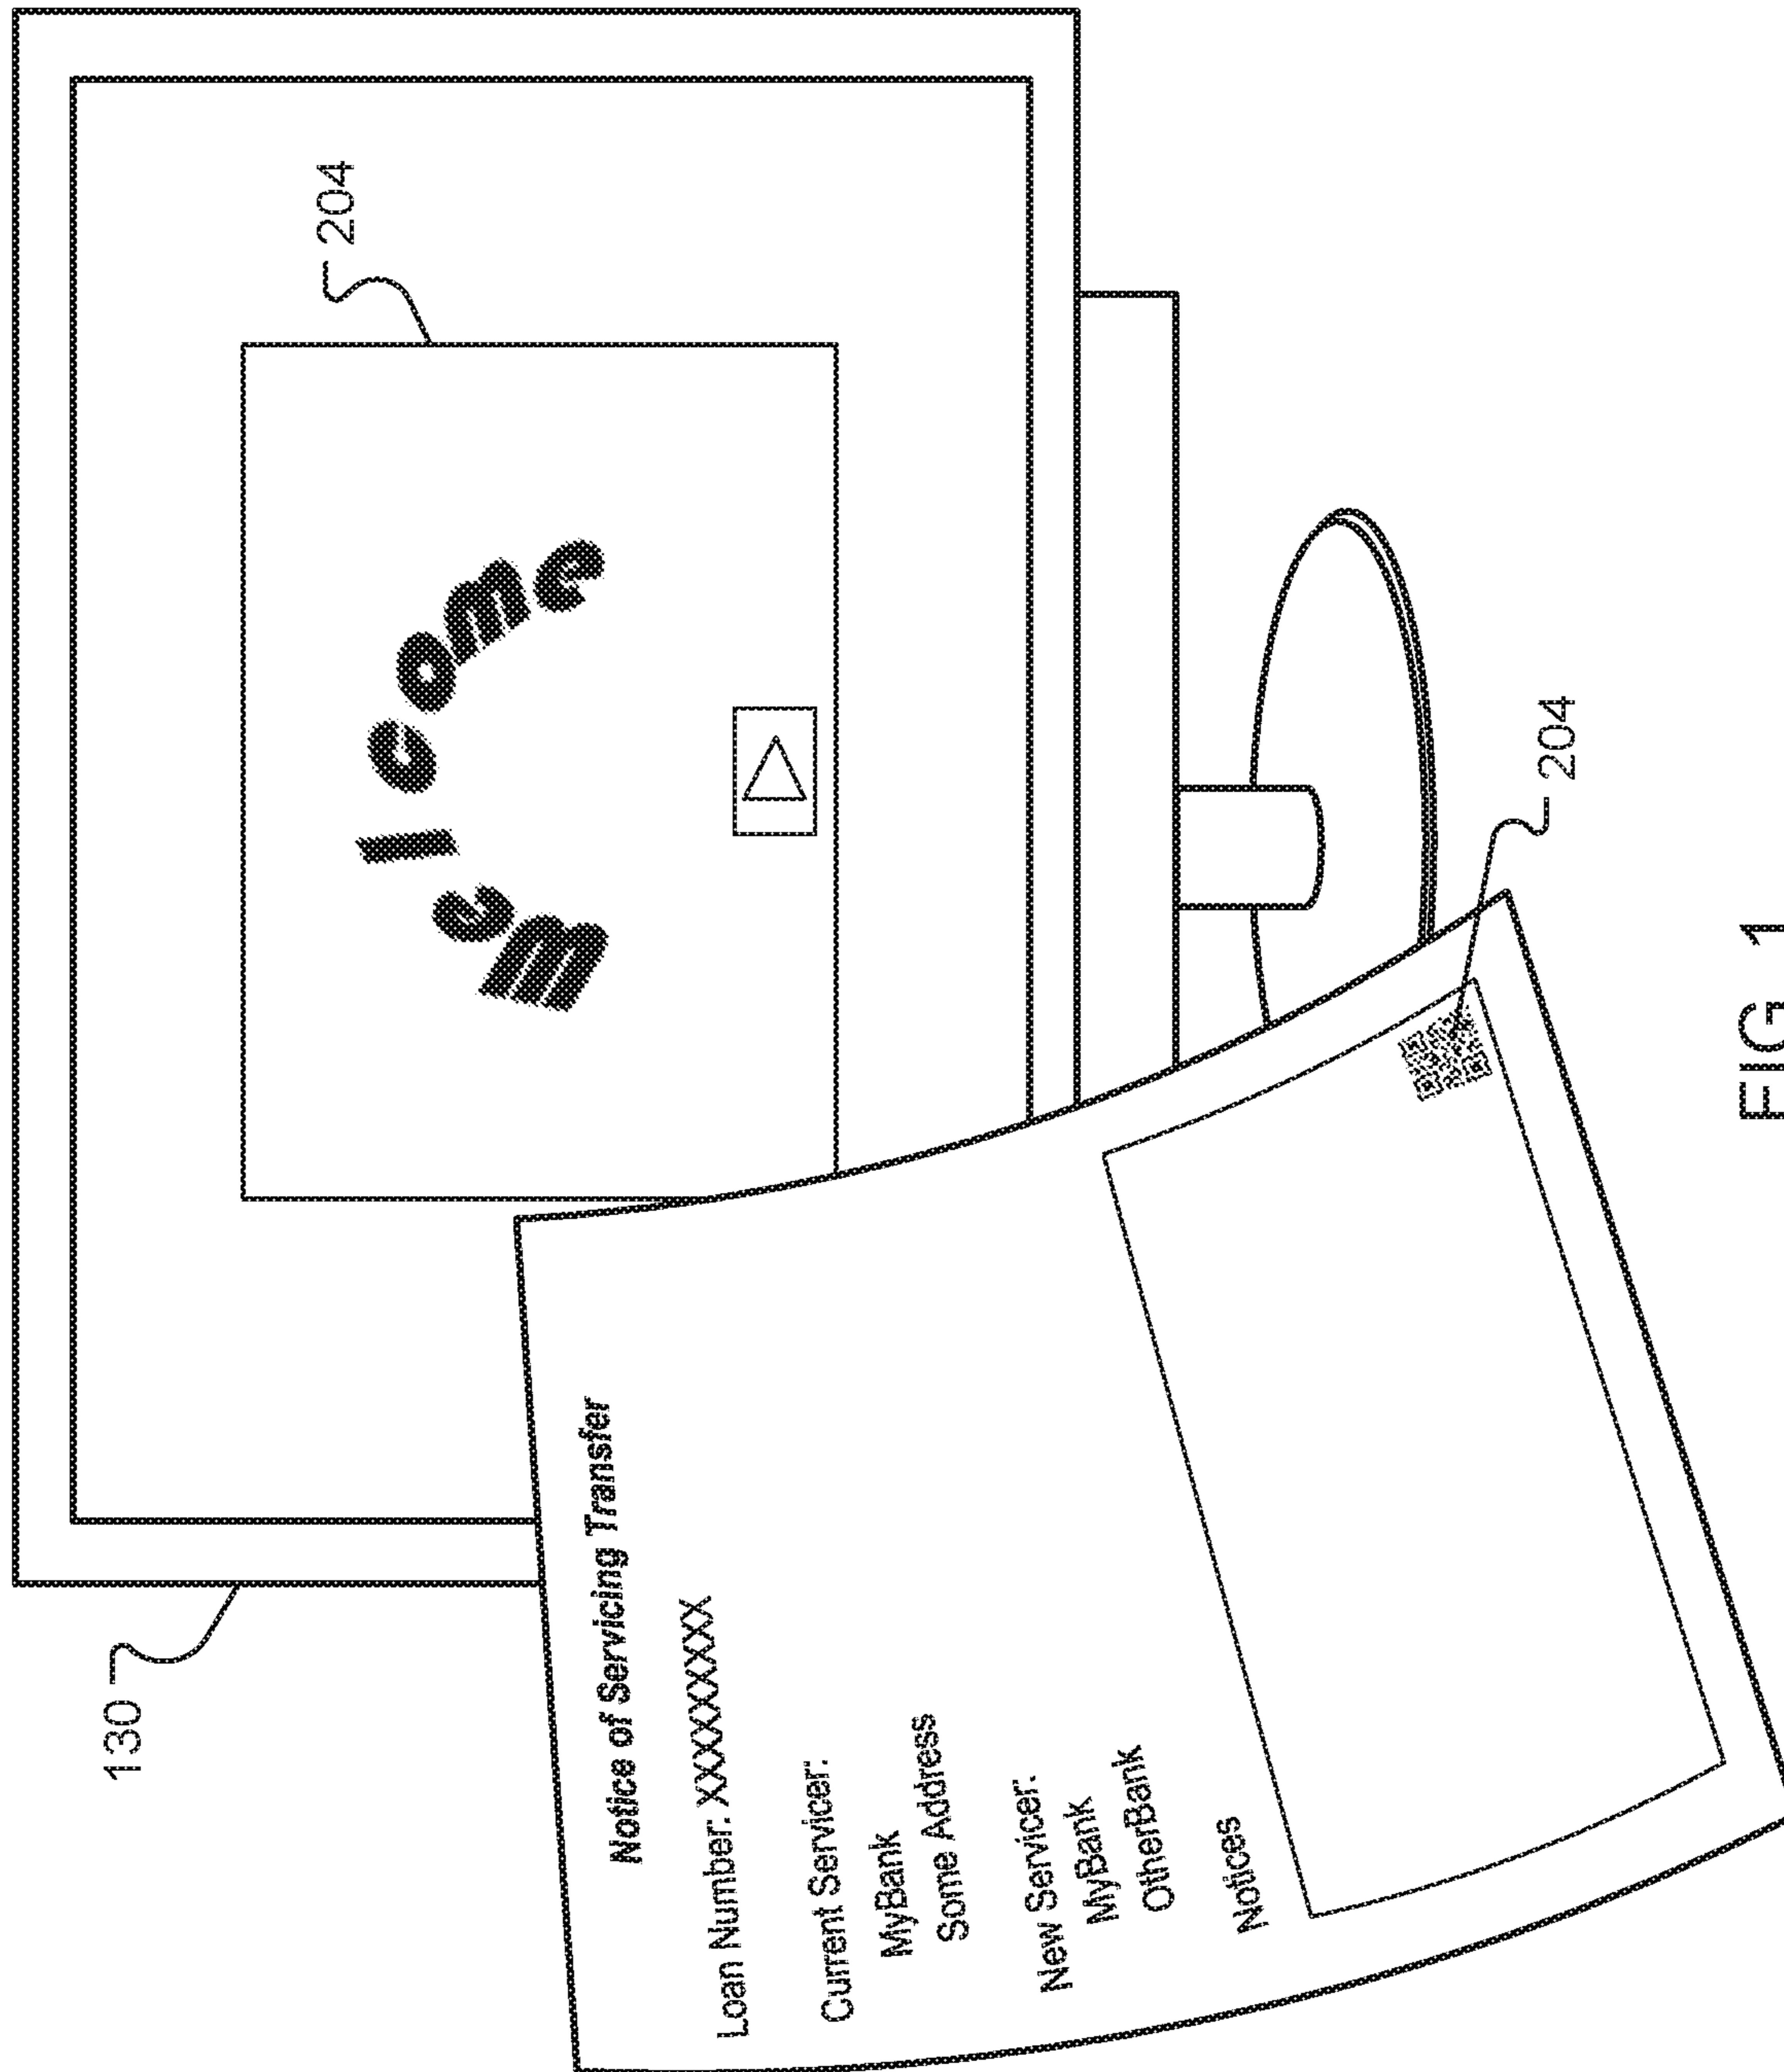 130
204
Welcome
Notice of Servicing Transfer
Loan Number: XXXXXXXX
Current Servicer:
MyBank
Some Address
New Servicer:
MyBank
OtherBank
Notices
204
FIG. 1